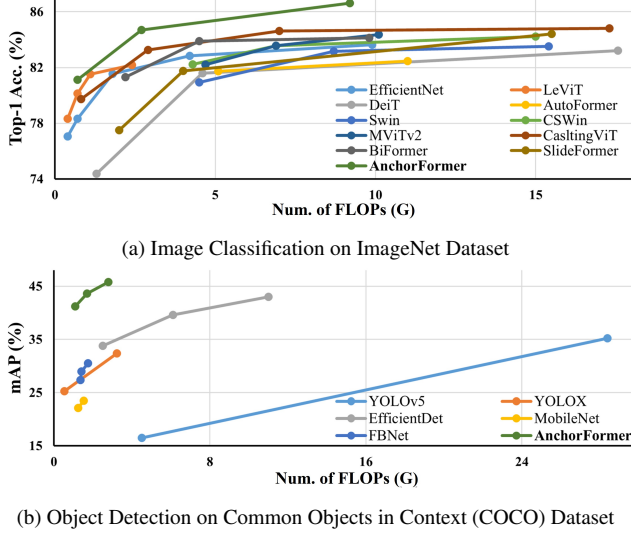 86
82
78
74
Top-1 Acc. (%)
EfficientNet
LeViT
DeiT
AutoFormer
Swin
CSWin
MViTv2
CasltingViT
BiFormer
SlideFormer
AnchorFormer
0 5 10 15
Num. of FLOPs (G)
(a) Image Classification on ImageNet Dataset
45
35
25
15
mAP (%)
YOLOv5
YOLOX
EfficientDet
MobileNet
FBNet
AnchorFormer
0 8 16 24
Num. of FLOPs (G)
(b) Object Detection on Common Objects in Context (COCO) Dataset